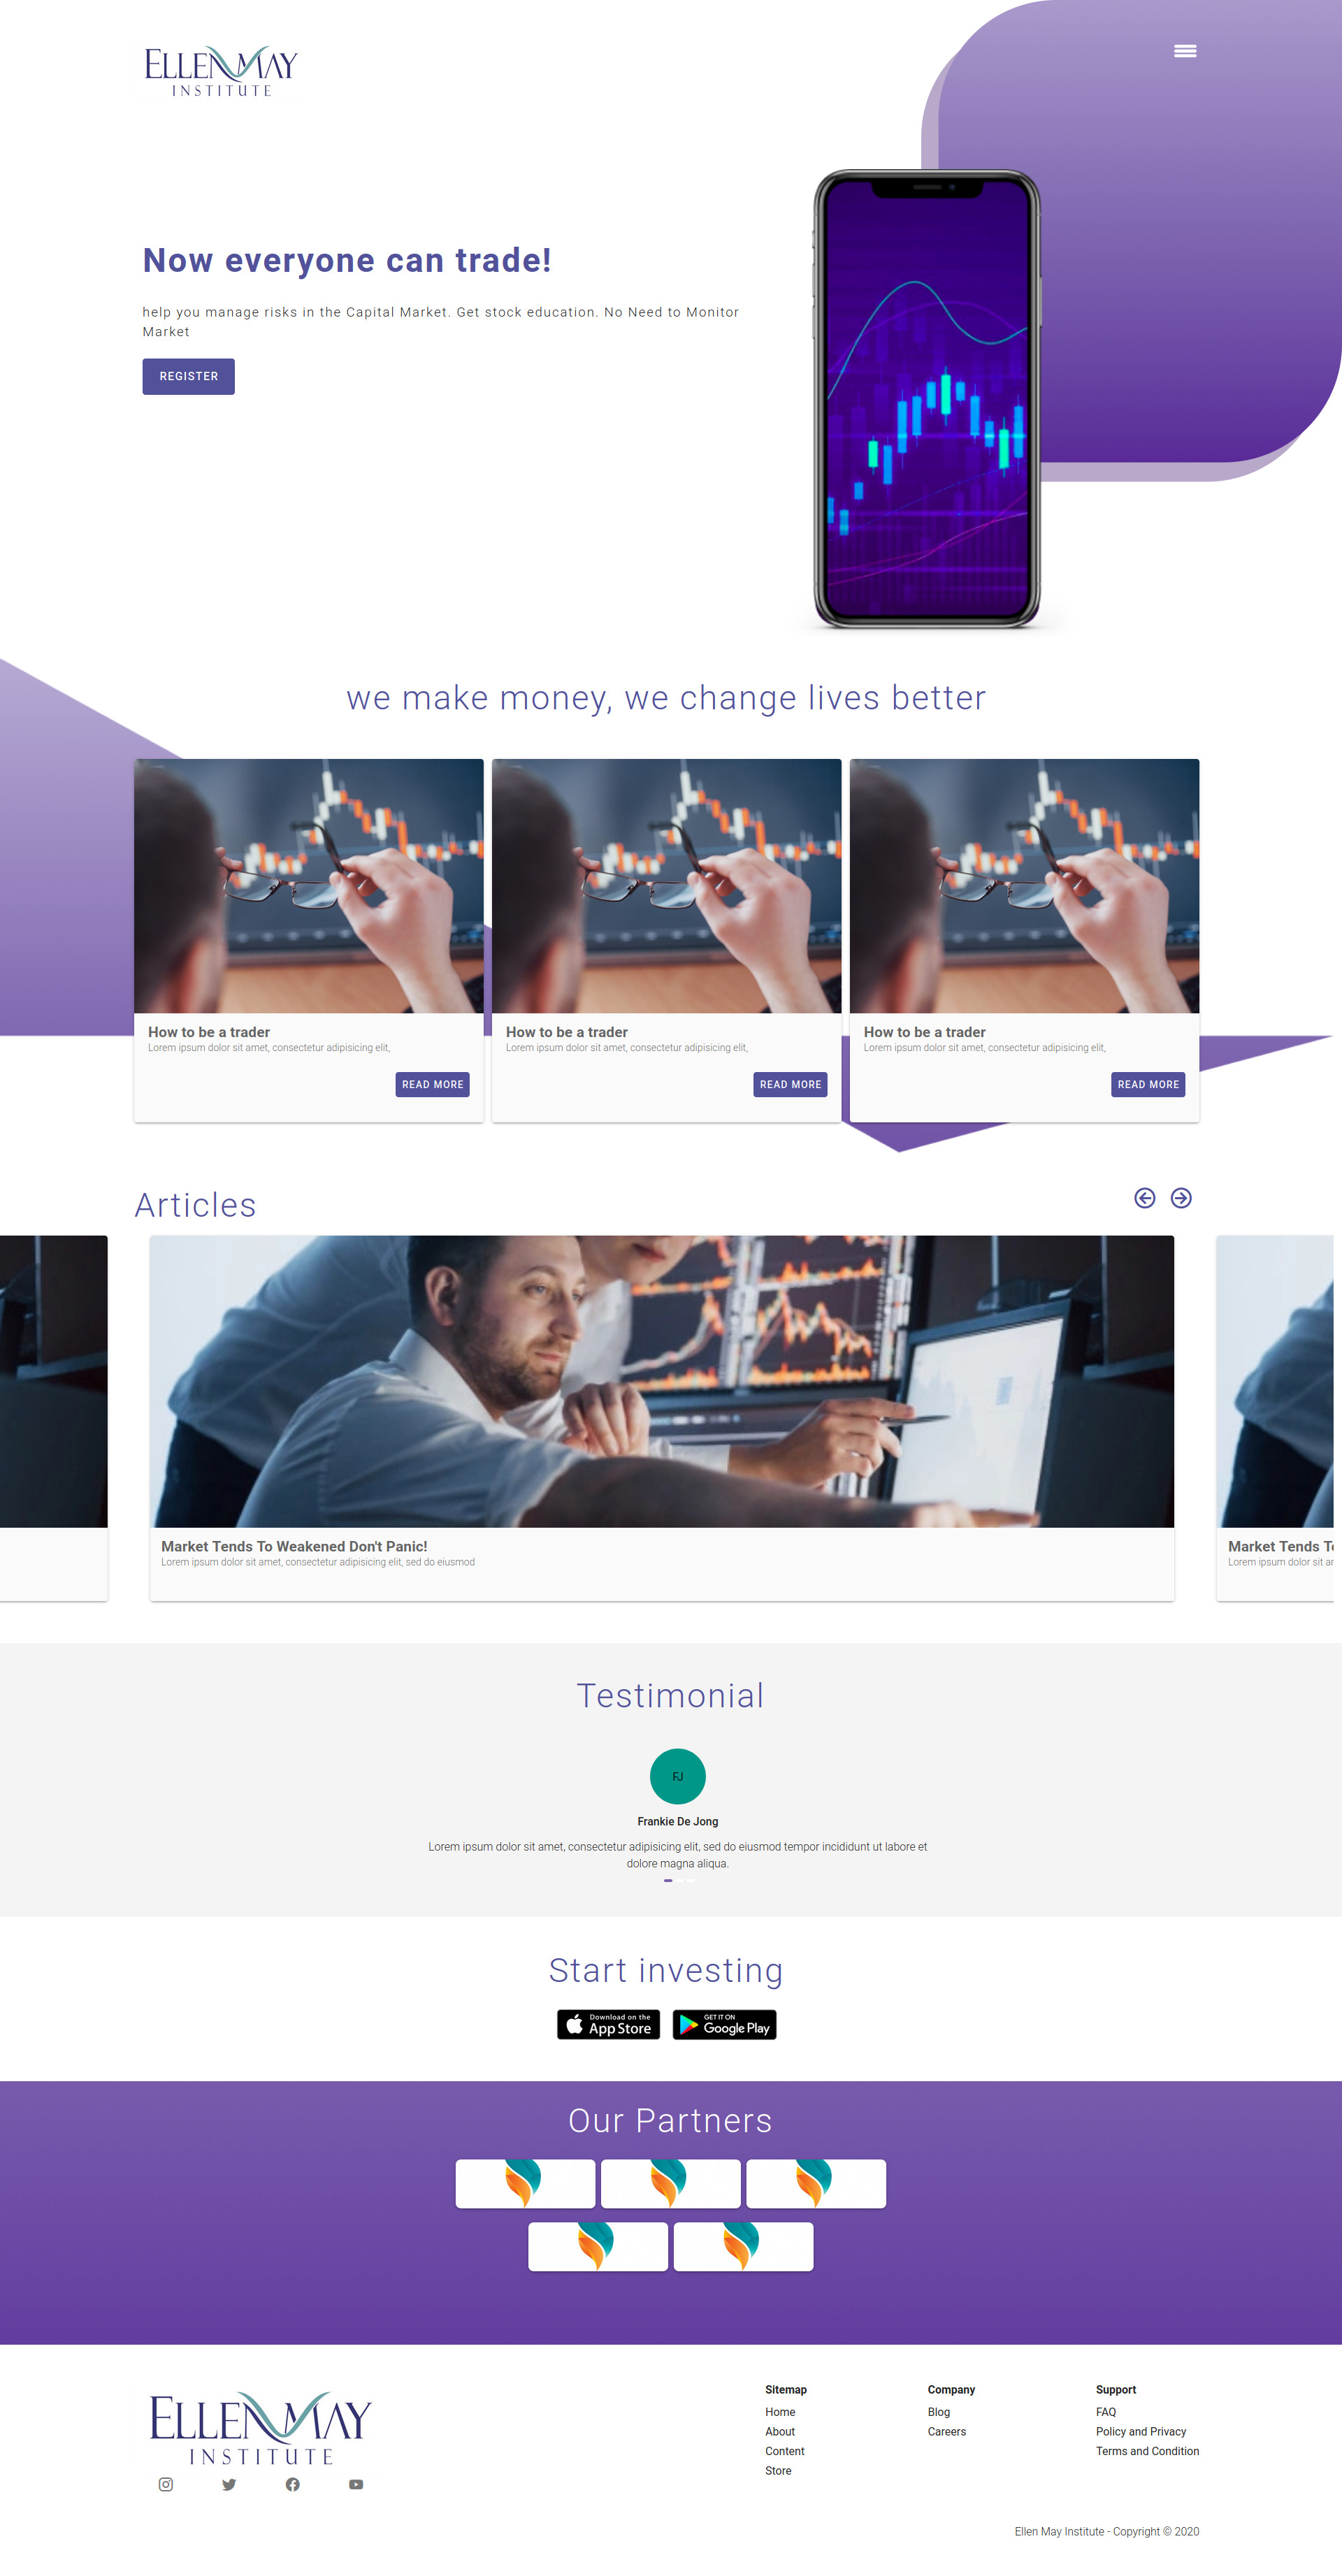 ELLEN MAY
INSTITUTE
Now everyone can trade!
help you manage risks in the Capital Market. Get stock education. No Need to Monitor
Market
REGISTER
we make money, we change lives better
How to be a trader
Lorem ipsum dolor sit amet, consectetur adipisicing elit,
READ MORE
How to be a trader
Lorem ipsum dolor sit amet, consectetur adipisicing elit,
READ MORE
How to be a trader
Lorem ipsum dolor sit amet, consectetur adipisicing elit,
READ MORE
Articles
Market Tends To Weakened Don't Panic!
Lorem ipsum dolor sit amet, consectetur adipisicing elit, sed do eiusmod
Market Tends
Lorem ipsum dolor sit
Testimonial
FJ
Frankie De Jong
Lorem ipsum dolor sit amet, consectetur adipisicing elit, sed do eiusmod tempor incididunt ut labore et
dolore magna aliqua.
Start investing
Download on the
App Store
GET IT ON
Google Play
Our Partners
ELLEN MAY
INSTITUTE
Sitemap
Home
About
Content
Store
Company
Blog
Careers
Support
FAQ
Policy and Privacy
Terms and Condition
Ellen May Institute - Copyright © 2020